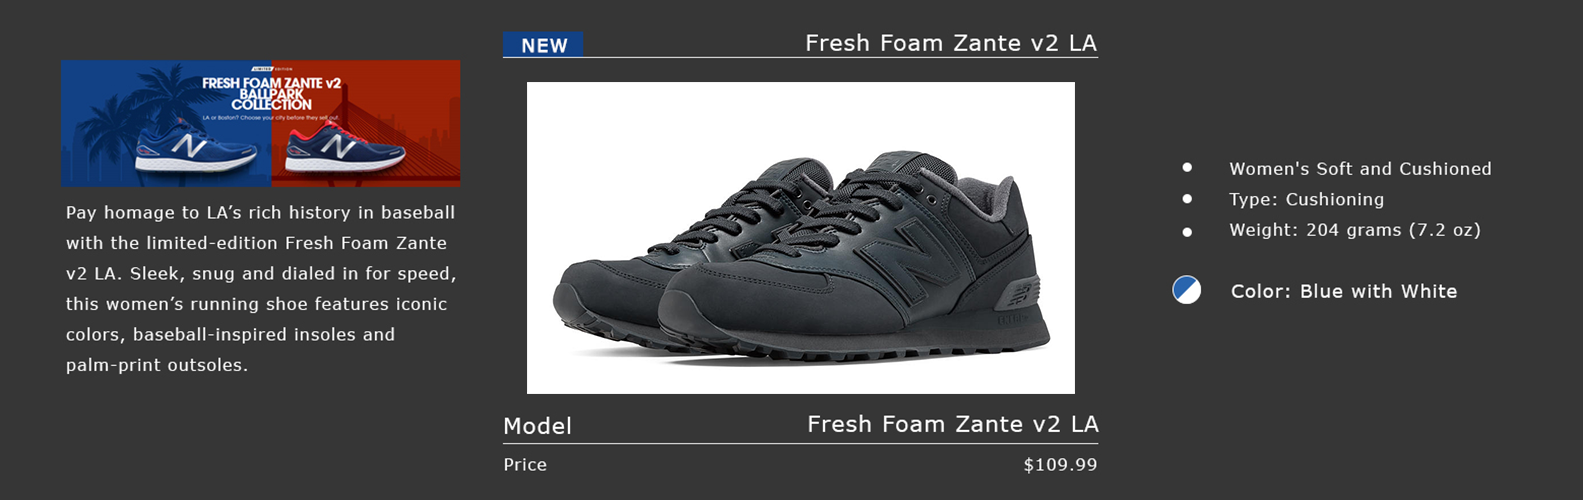 LIMITED EDITION
FRESH FOAM ZANTE v2
BALLPARK
COLLECTION
LA or Boston? Choose your city before they sell out.
Pay homage to LA’s rich history in baseball
with the limited-edition Fresh Foam Zante
v2 LA. Sleek, snug and dialed in for speed,
this women’s running shoe features iconic
colors, baseball-inspired insoles and
palm-print outsoles.
NEW
Fresh Foam Zante v2 LA
Model
Fresh Foam Zante v2 LA
Price
$109.99
Women's Soft and Cushioned
Type: Cushioning
Weight: 204 grams (7.2 oz)
Color: Blue with White